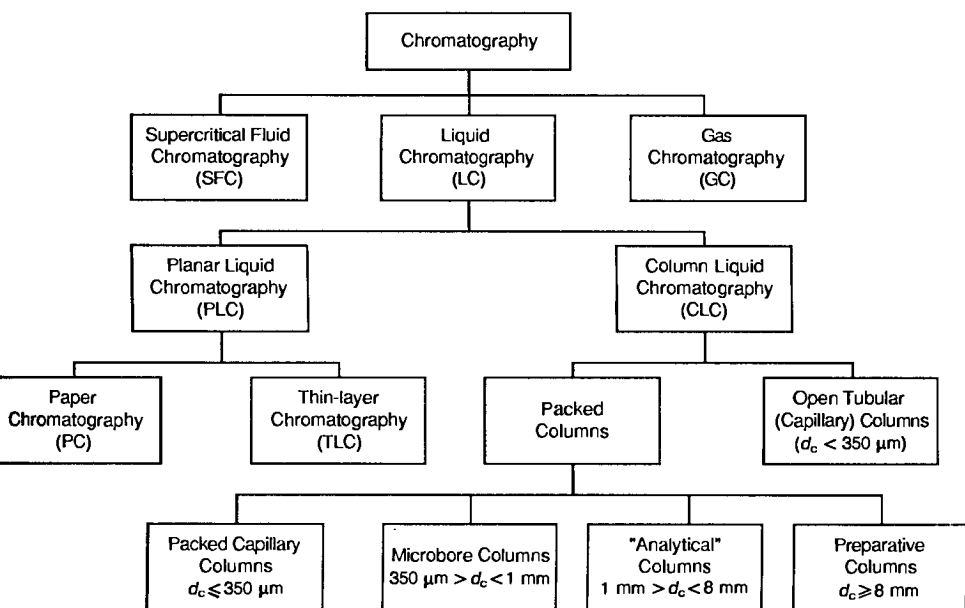 Chromatography
Supercritical Fluid
Chromatography
(SFC)
Liquid
Chromatography
(LC)
Gas
Chromatography
(GC)
Planar Liquid
Chromatography
(PLC)
Column Liquid
Chromatography
(CLC)
Paper
Chromatography
(PC)
Thin-layer
Chromatography
(TLC)
Packed
Columns
Open Tubular
(Capillary) Columns
(d_c < 350 µm)
Packed Capillary
Columns
d_c ⩽ 350 µm
Microbore Columns
350 µm > d_c < 1 mm
"Analytical"
Columns
1 mm > d_c < 8 mm
Preparative
Columns
d_c ⩾ 8 mm